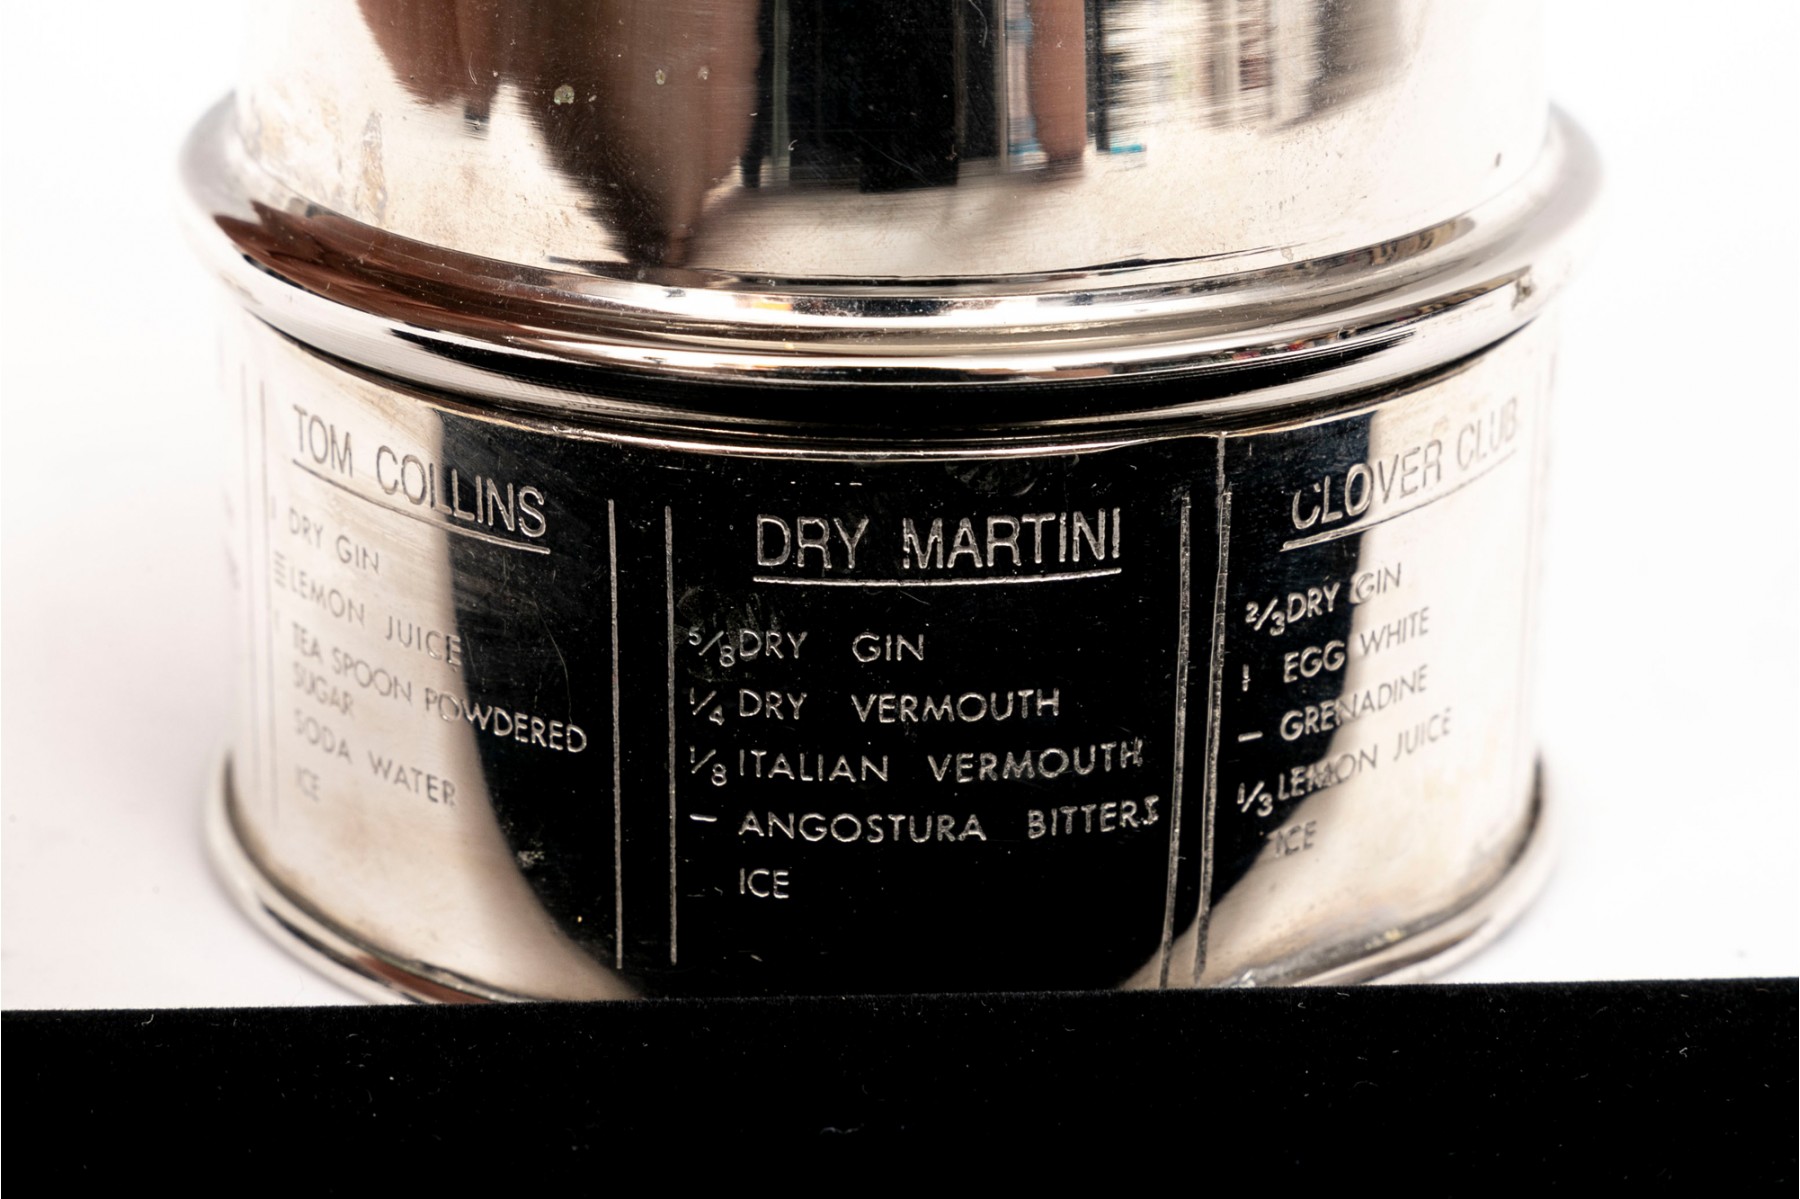 TOM COLLINS
DRY GIN
LEMON JUICE
TEA SPOON POWDERED
SUGAR
SODA WATER
ICE
DRY MARTINI
5/8 DRY GIN
1/4 DRY VERMOUTH
1/8 ITALIAN VERMOUTH
– ANGOSTURA BITTERS
ICE
CLOVER CLUB
2/3 DRY GIN
1 EGG WHITE
– GRENADINE
1/3 LEMON JUICE
ICE